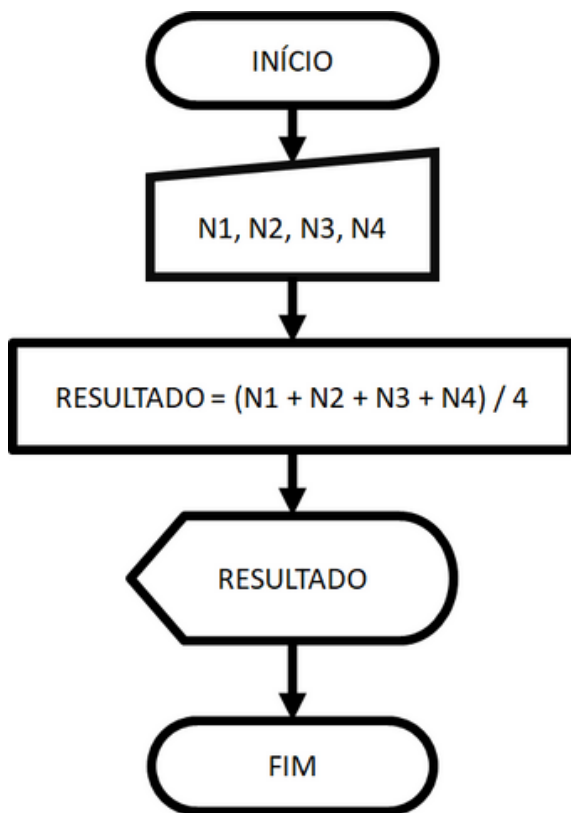 INÍCIO
N1, N2, N3, N4
RESULTADO = (N1 + N2 + N3 + N4) / 4
RESULTADO
FIM